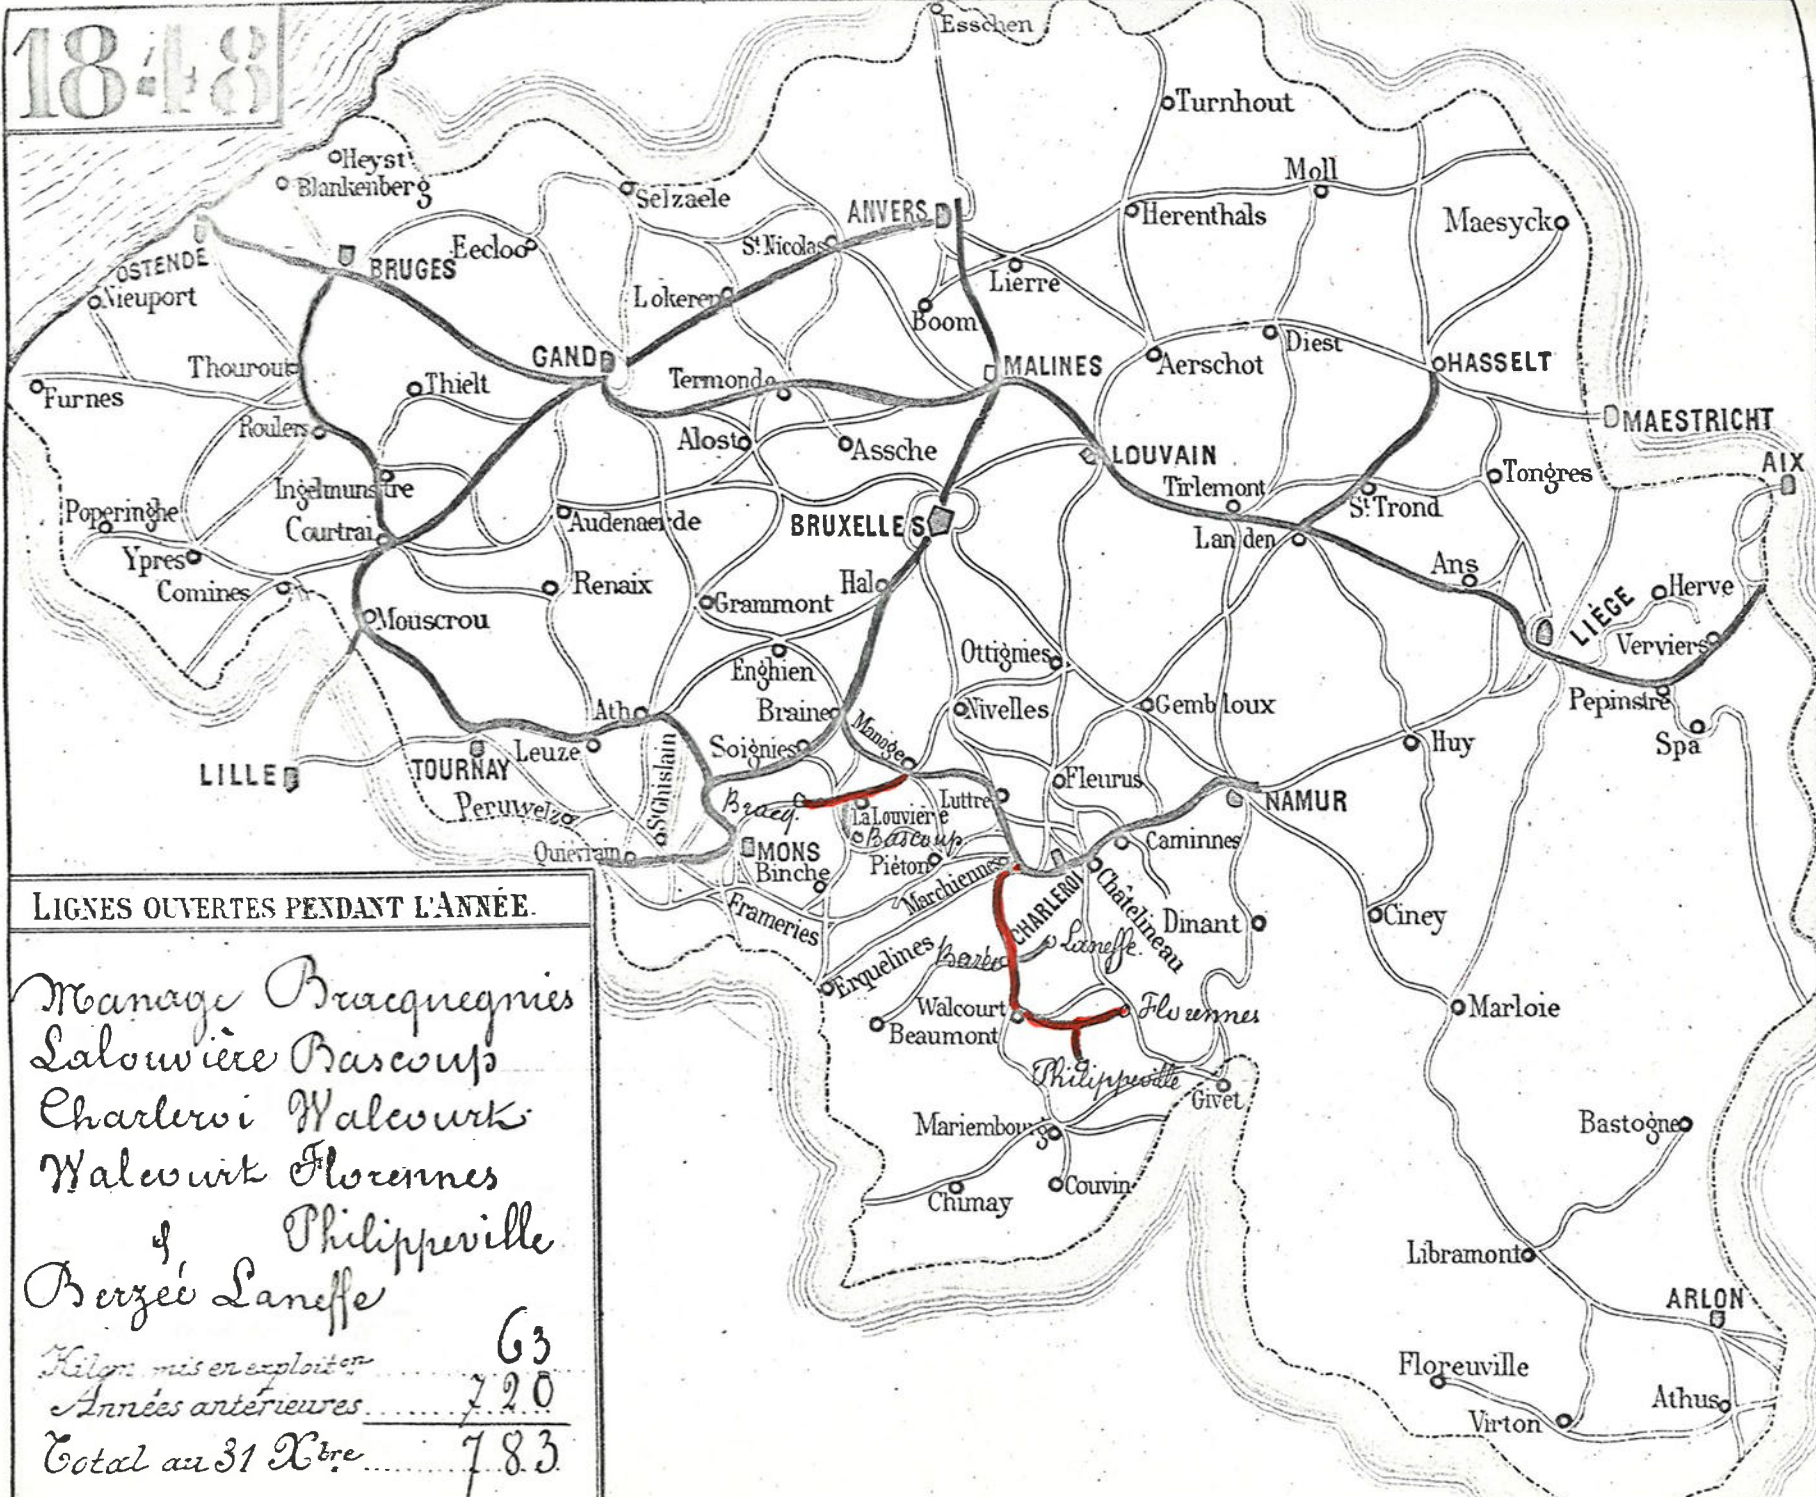 1848
Esschen
Turnhout
Heyst
Blankenberg
Selzaele
Moll
ANVERS
Herenthals
Maesyck
Eecloo
St Nicolas
OSTENDE
BRUGES
Nieuport
Lokeren
Lierre
Boom
Diest
GAND
Thourout
Thielt
Termonde
MALINES
Aerschot
HASSELT
Furnes
MAESTRICHT
Roulers
Alost
Assche
LOUVAIN
AIX
Ingelmunstre
Tirlemont
Tongres
St Trond
Poperinghe
Courtrai
Audenaerde
BRUXELLES
Landen
Ypres
Ans
Comines
Renaix
Hal
Herve
Grammont
LIÈGE
Mouscrou
Verviers
Ottignies
Enghien
Pepinstre
Ath
Braine
Manage
Nivelles
Gembloux
Huy
Spa
LILLE
TOURNAY
Leuze
Soignies
St Ghislain
Fleurus
Peruwelz
Bracq.
La Louvière
Luttre
NAMUR
Quievrain
MONS
Bascoup
Caminnes
Binche
Piéton
Marchiennes
CHARLEROI
Châtelineau
Frameries
Dinant
Ciney
Erquelines
Laneffe
Walcourt
Beaumont
Florennes
Marloie
Philippeville
Givet
Mariembourg
Bastogne
Chimay
Couvin
Libramont
ARLON
Floreuville
Athus
Virton
LIGNES OUVERTES PENDANT L'ANNÉE.
Manage Bracquegnies
Lalouvière Bascoup
Charleroi Walcourt
Walcourt Florennes
& Philippeville
Berzée Laneffe
Kilom. mis en exploiton 63
Années antérieures 720
Total au 31 Xbre 783